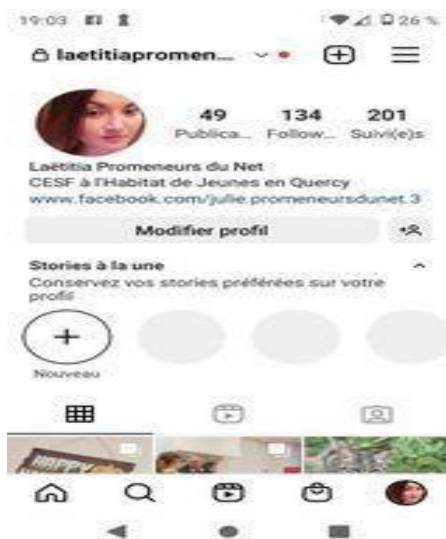 19:03 26 %
laetitiapromen...
49 134 201
Publica... Follow... Suivi(e)s
Laëtitia Promeneurs du Net
CESF à l'Habitat de Jeunes en Quercy
www.facebook.com/julie.promeneursdunet.3
Modifier profil
Stories à la une
Conservez vos stories préférées sur votre
profil
Nouveau
HAPPY